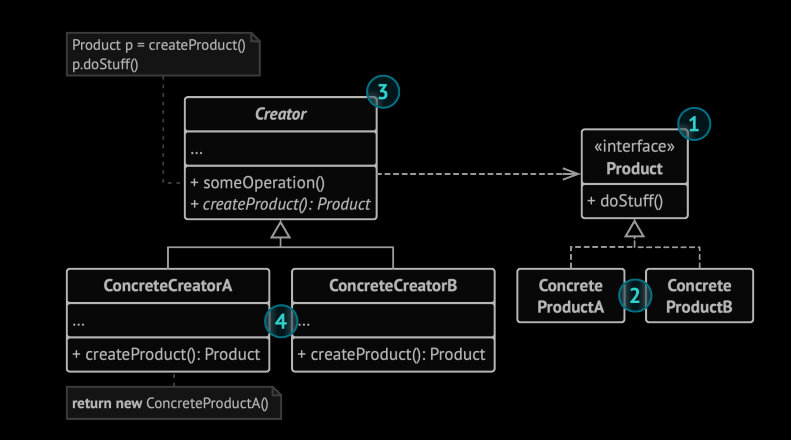 Product p = createProduct()
p.doStuff()
3
Creator
...
+ someOperation()
+ createProduct(): Product
1
«interface»
Product
+ doStuff()
ConcreteCreatorA
...
+ createProduct(): Product
4
ConcreteCreatorB
...
+ createProduct(): Product
Concrete
ProductA
2
Concrete
ProductB
return new ConcreteProductA()